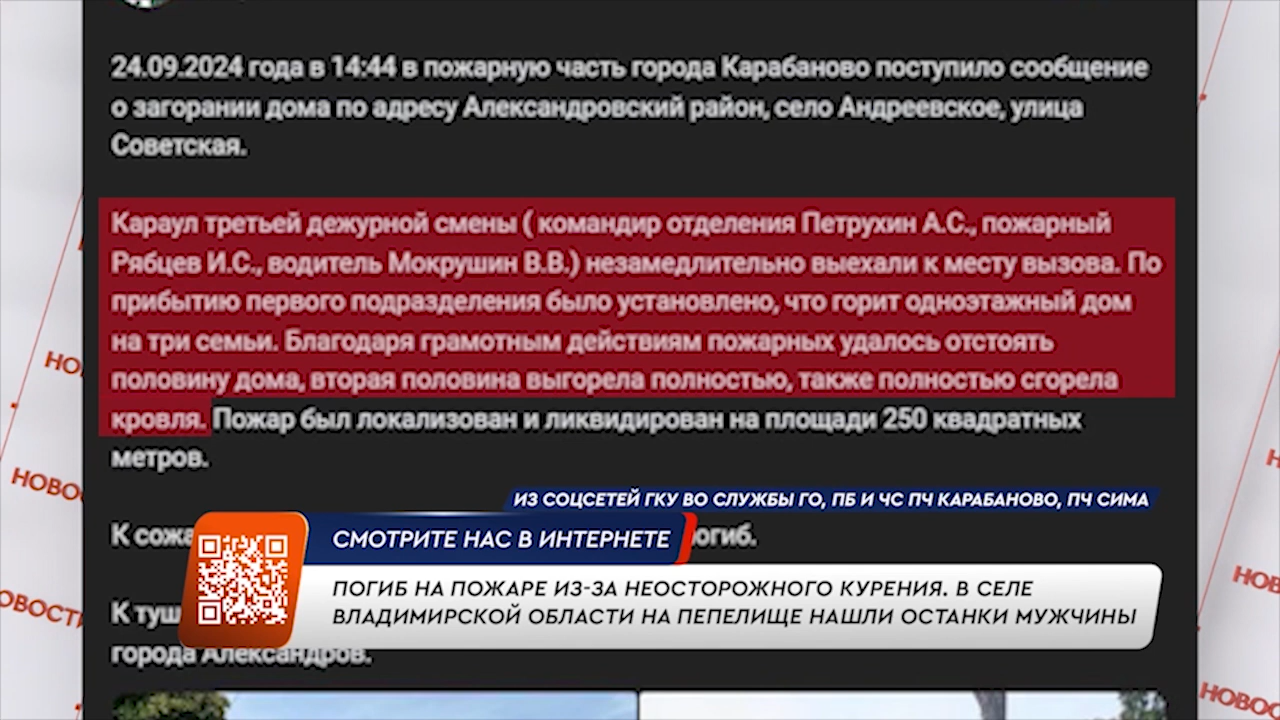 24.09.2024 года в 14:44 в пожарную часть города Карабаново поступило сообщение
о загорании дома по адресу Александровский район, село Андреевское, улица
Советская.
Караул третьей дежурной смены ( командир отделения Петрухин А.С., пожарный
Рябцев И.С., водитель Мокрушин В.В.) незамедлительно выехали к месту вызова. По
прибытию первого подразделения было установлено, что горит одноэтажный дом
на три семьи. Благодаря грамотным действиям пожарных удалось отстоять
половину дома, вторая половина выгорела полностью, также полностью сгорела
кровля. Пожар был локализован и ликвидирован на площади 250 квадратных
метров.
ИЗ СОЦСЕТЕЙ ГКУ ВО СЛУЖБЫ ГО, ПБ И ЧС ПЧ КАРАБАНОВО, ПЧ СИМА
К
СМОТРИТЕ НАС В ИНТЕРНЕТЕ
ПОГИБ НА ПОЖАРЕ ИЗ-ЗА НЕОСТОРОЖНОГО КУРЕНИЯ. В СЕЛЕ
ВЛАДИМИРСКОЙ ОБЛАСТИ НА ПЕПЕЛИЩЕ НАШЛИ ОСТАНКИ МУЖЧИНЫ
К
города Александров.